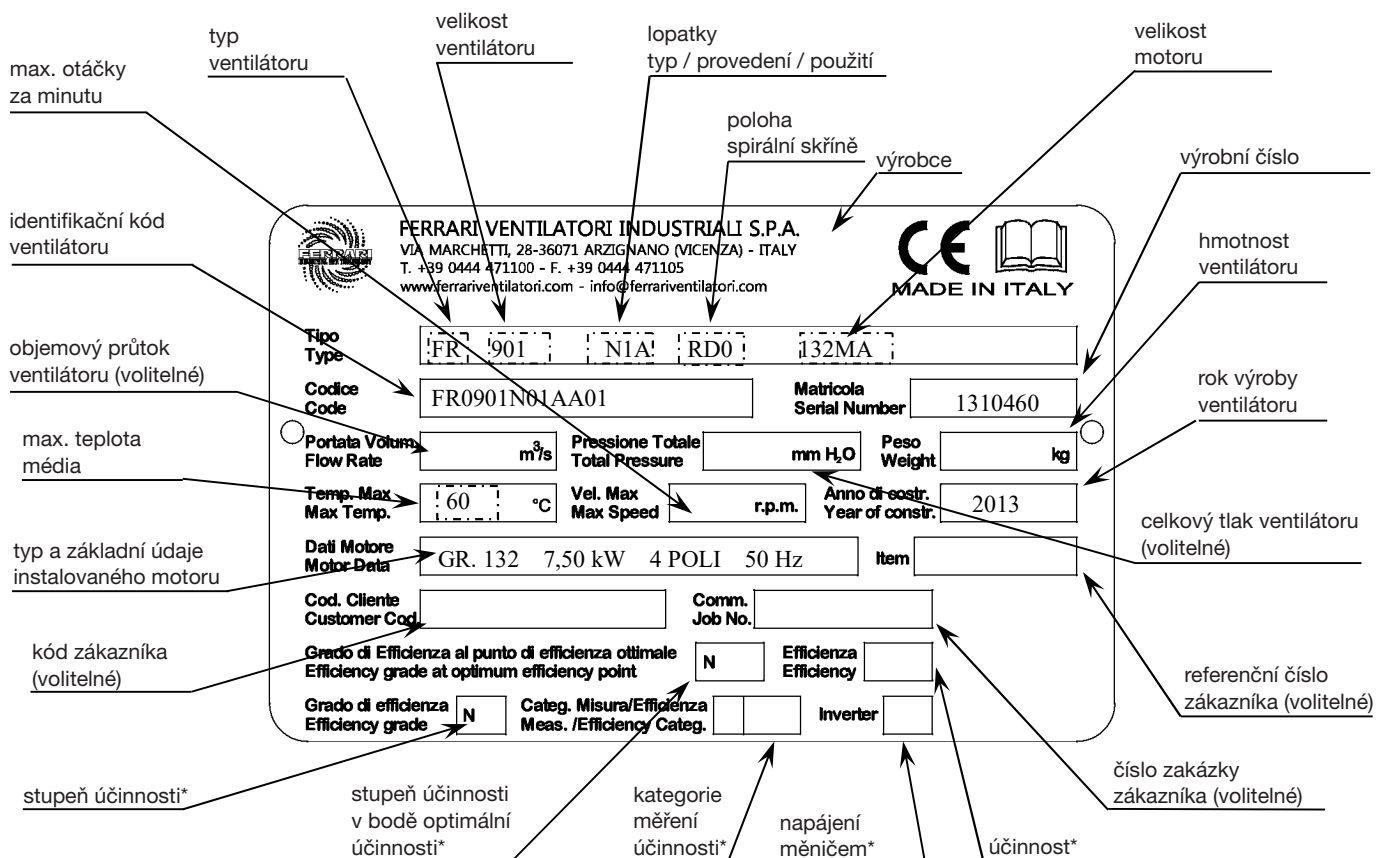 typ
ventilátoru
velikost
ventilátoru
lopatky
typ / provedení / použití
velikost
motoru
max. otáčky
za minutu
poloha
spirální skříně
výrobce
výrobní číslo
identifikační kód
ventilátoru
hmotnost
ventilátoru
objemový průtok
ventilátoru (volitelné)
rok výroby
ventilátoru
max. teplota
média
celkový tlak ventilátoru
(volitelné)
typ a základní údaje
instalovaného motoru
kód zákazníka
(volitelné)
referenční číslo
zákazníka (volitelné)
číslo zakázky
zákazníka (volitelné)
stupeň účinnosti*
stupeň účinnosti
v bodě optimální
účinnosti*
kategorie
měření
účinnosti*
napájení
měničem*
účinnost*
FERRARI
FERRARI VENTILATORI INDUSTRIALI S.P.A.
VIA MARCHETTI, 28-36071 ARZIGNANO (VICENZA) - ITALY
T. +39 0444 471100 - F. +39 0444 471105
www.ferrariventilatori.com - info@ferrariventilatori.com
CE
MADE IN ITALY
Tipo
Type
FR 901 N1A RD0 132MA
Codice
Code
FR0901N01AA01
Matricola
Serial Number
1310460
Portata Volum.
Flow Rate
m³/s
Pressione Totale
Total Pressure
mm H₂O
Peso
Weight
kg
Temp. Max
Max Temp.
60 °C
Vel. Max
Max Speed
r.p.m.
Anno di costr.
Year of constr.
2013
Dati Motore
Motor Data
GR. 132 7,50 kW 4 POLI 50 Hz
Item
Cod. Cliente
Customer Cod.
Comm.
Job No.
Grado di Efficienza al punto di efficienza ottimale
Efficiency grade at optimum efficiency point
N
Efficienza
Efficiency
Grado di efficienza
Efficiency grade
N
Categ. Misura/Efficienza
Meas. /Efficiency Categ.
Inverter